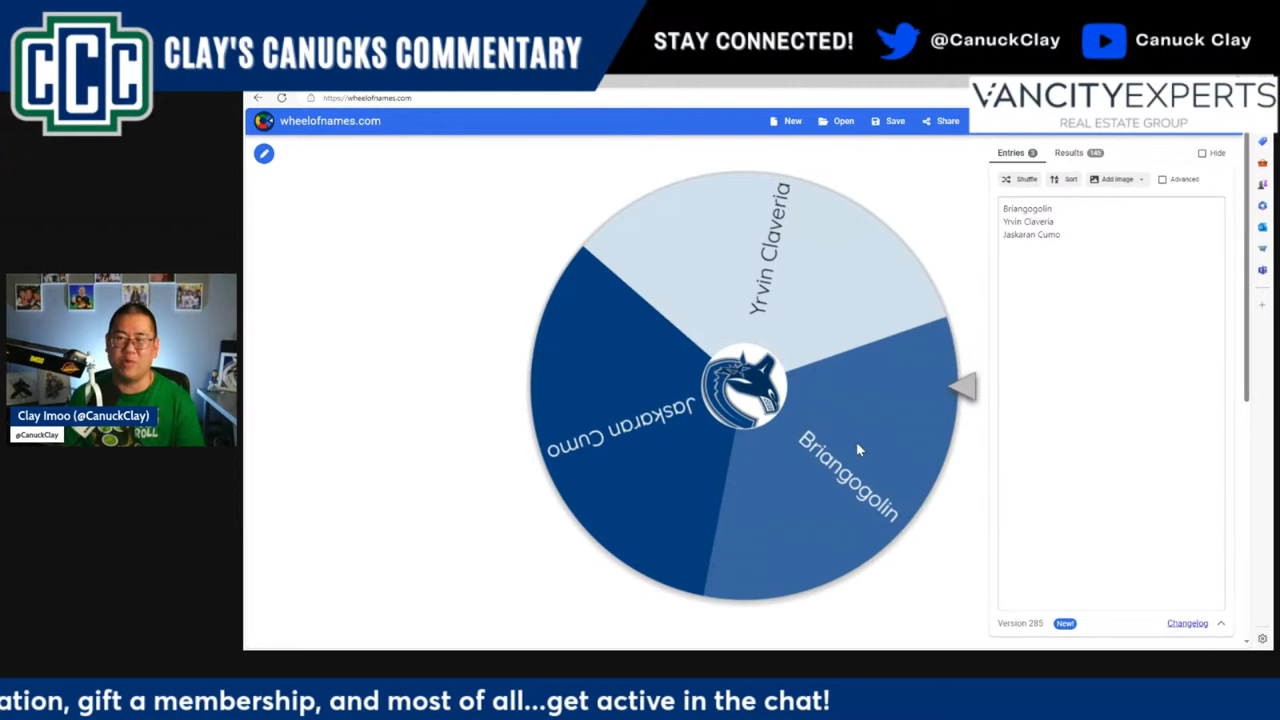 CCC
CLAY'S CANUCKS COMMENTARY
STAY CONNECTED!
@CanuckClay
Canuck Clay
VANCITYEXPERTS
REAL ESTATE GROUP
https://wheelofnames.com
wheelofnames.com
New
Open
Save
Share
Entries 3
Results 145
Hide
Shuffle
Sort
Add image
Advanced
Briangogolin
Yrvin Claveria
Jaskaran Cumo
Yrvin Claveria
Jaskaran Cumo
Briangogolin
Clay Imoo (@CanuckClay)
@CanuckClay
Version 285
New!
Changelog
ation, gift a membership, and most of all...get active in the chat!